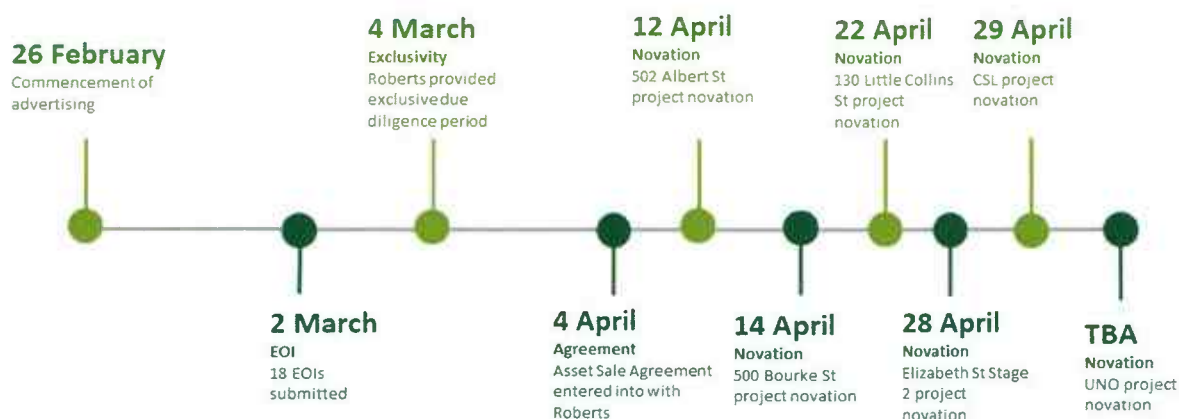 26 February
Commencement of
advertising
4 March
Exclusivity
Roberts provided
exclusive due
diligence period
12 April
Novation
502 Albert St
project novation
22 April
Novation
130 Little Collins
St project
novation
29 April
Novation
CSL project
novation
2 March
EOI
18 EOIs
submitted
4 April
Agreement
Asset Sale Agreement
entered into with
Roberts
14 April
Novation
500 Bourke St
project novation
28 April
Novation
Elizabeth St Stage
2 project
novation
TBA
Novation
UNO project
novation